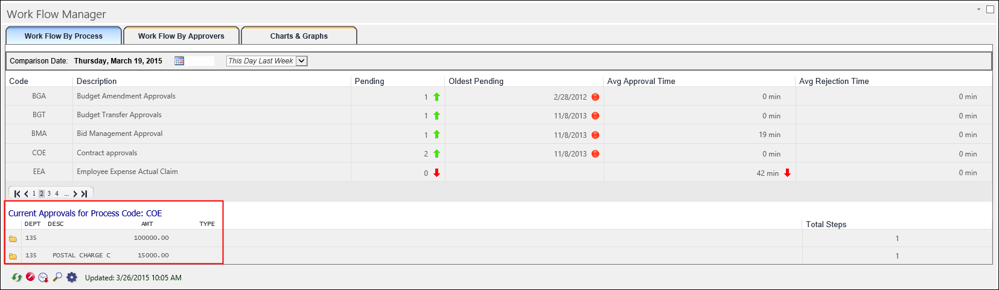 Work Flow Manager
Work Flow By Process Work Flow By Approvers Charts & Graphs
Comparison Date: Thursday, March 19, 2015 This Day Last Week
Code Description Pending Oldest Pending Avg Approval Time Avg Rejection Time
BGA Budget Amendment Approvals 1 2/28/2012 0 min 0 min
BGT Budget Transfer Approvals 1 11/8/2013 0 min 0 min
BMA Bid Management Approval 1 11/8/2013 19 min 0 min
COE Contract approvals 2 11/8/2013 0 min 0 min
EEA Employee Expense Actual Claim 0 42 min 0 min
1 2 3 4 ...
Current Approvals for Process Code: COE
DEPT DESC AMT TYPE Total Steps
135 100000.00 1
135 POSTAL CHARGE C 15000.00 1
Updated: 3/26/2015 10:05 AM